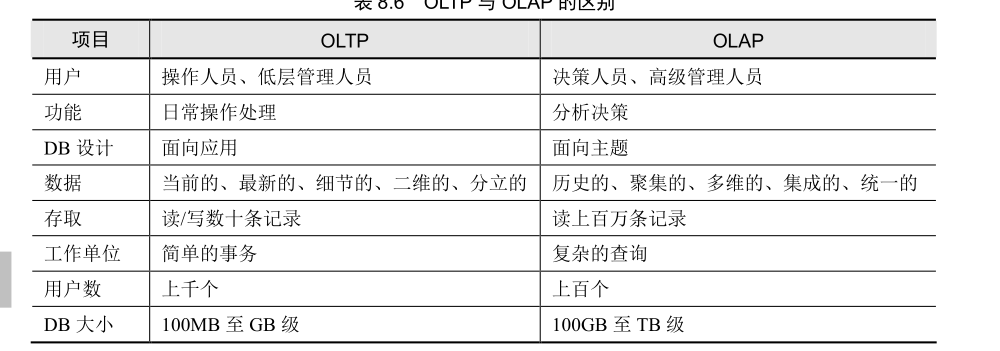 表 8.6 OLTP 与 OLAP 的区别
项目 OLTP OLAP
用户 操作人员、低层管理人员 决策人员、高级管理人员
功能 日常操作处理 分析决策
DB 设计 面向应用 面向主题
数据 当前的、最新的、细节的、二维的、分立的 历史的、聚集的、多维的、集成的、统一的
存取 读/写数十条记录 读上百万条记录
工作单位 简单的事务 复杂的查询
用户数 上千个 上百个
DB 大小 100MB 至 GB 级 100GB 至 TB 级